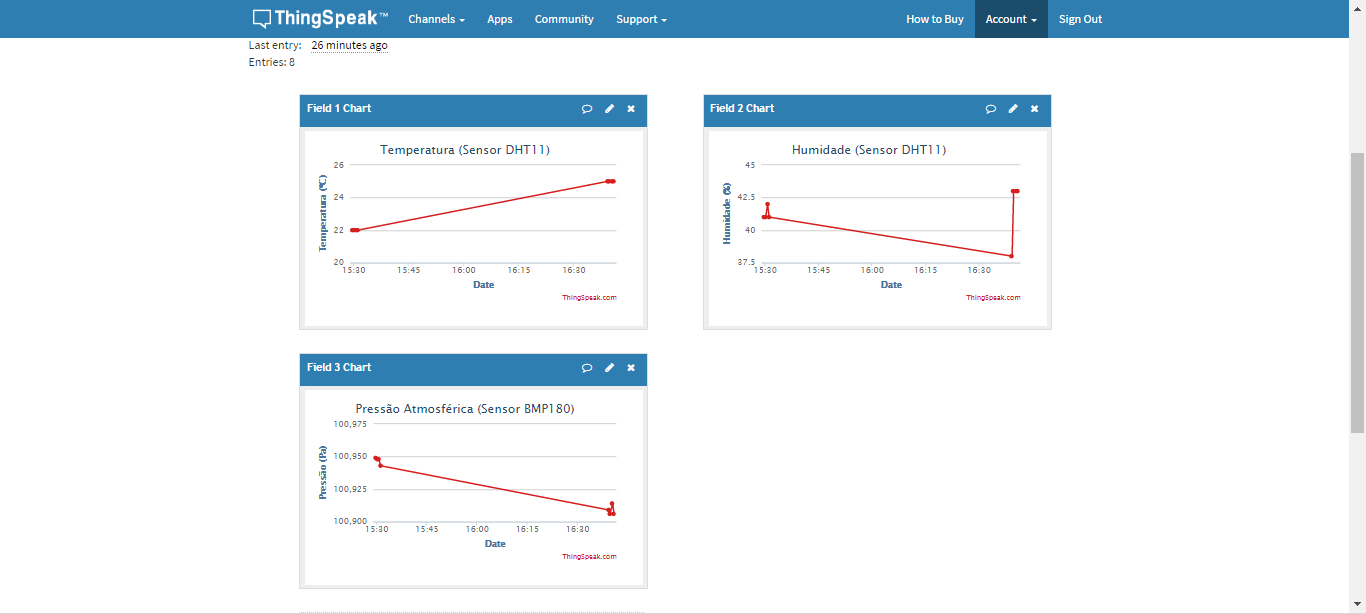 ThingSpeak™ Channels Apps Community Support How to Buy Account Sign Out
Last entry: 26 minutes ago
Entries: 8
Field 1 Chart
Temperatura (Sensor DHT11)
Temperatura (ºC)
26
24
22
20
15:30 15:45 16:00 16:15 16:30
Date
ThingSpeak.com
Field 2 Chart
Humidade (Sensor DHT11)
Humidade (%)
45
42.5
40
37.5
15:30 15:45 16:00 16:15 16:30
Date
ThingSpeak.com
Field 3 Chart
Pressão Atmosférica (Sensor BMP180)
Pressão (Pa)
100,975
100,950
100,925
100,900
15:30 15:45 16:00 16:15 16:30
Date
ThingSpeak.com